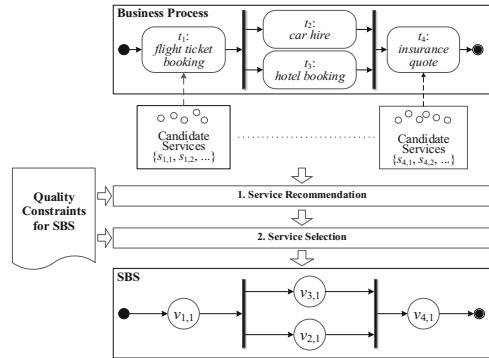 Business Process
t1:
flight ticket
booking
t2:
car hire
t3:
hotel booking
t4:
insurance
quote
Candidate
Services
{s1,1, s1,2, ...}
Candidate
Services
{s4,1, s4,2, ...}
Quality
Constraints
for SBS
1. Service Recommendation
2. Service Selection
SBS
v1,1
v3,1
v2,1
v4,1